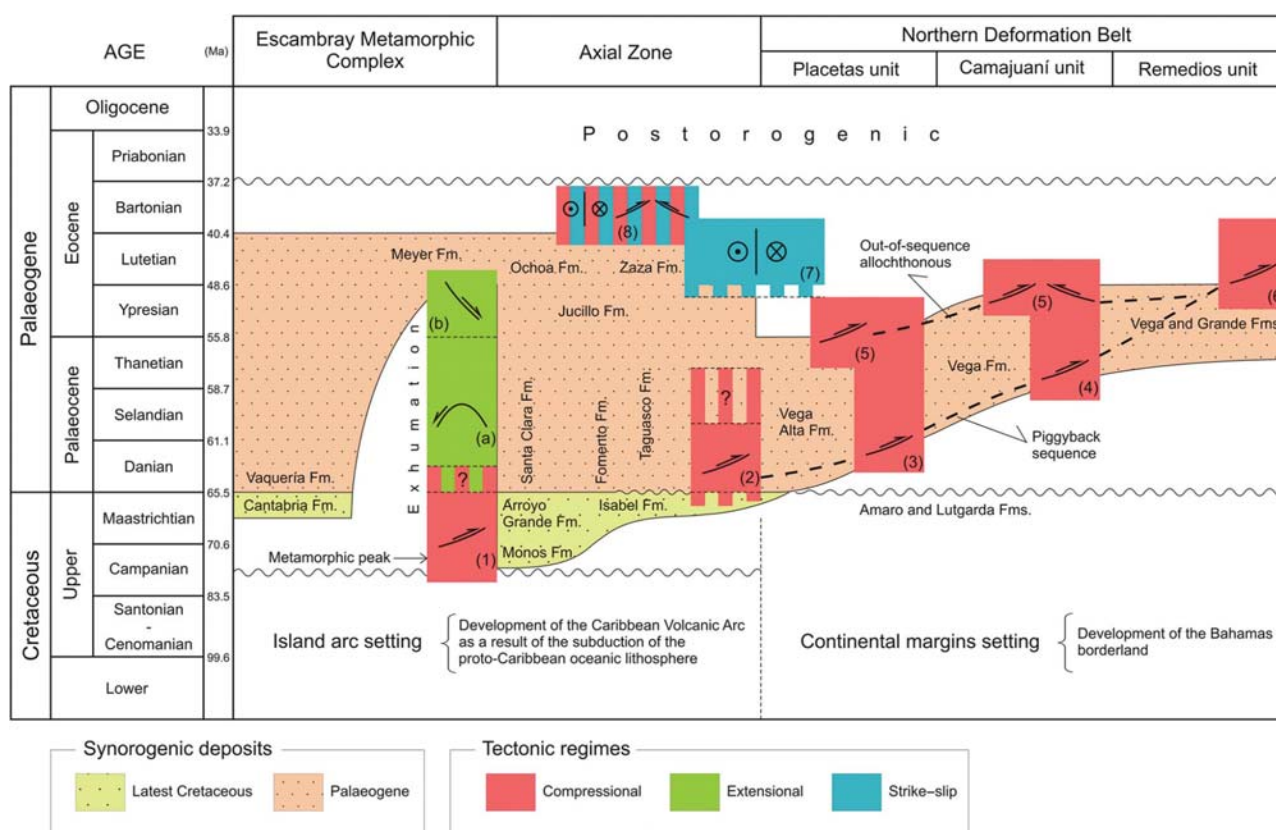 AGE
(Ma)
Escambray Metamorphic
Complex
Axial Zone
Northern Deformation Belt
Placetas unit
Camajuaní unit
Remedios unit
Palaeogene
Cretaceous
Eocene
Palaeocene
Upper
Oligocene
33.9
Priabonian
37.2
Bartonian
40.4
Lutetian
48.6
Ypresian
55.8
Thanetian
58.7
Selandian
61.1
Danian
65.5
Maastrichtian
70.6
Campanian
83.5
Santonian
-
Cenomanian
99.6
Lower
Postorogenic
(8)
Meyer Fm.
Ochoa Fm.
Zaza Fm.
(7)
Out-of-sequence
allochthonous
(b)
Jucillo Fm.
(5)
(5)
(6
Vega and Grande Fms.
Exhumation
(a)
?
Santa Clara Fm.
Fomento Fm.
Taguasco Fm.
?
Vega
Alta Fm.
Vega Fm.
(4)
(3)
(2)
Piggyback
sequence
Vaquería Fm.
Cantabria Fm.
Arroyo
Grande Fm.
Isabel Fm.
Monos Fm.
(1)
Metamorphic peak
Amaro and Lutgarda Fms.
Island arc setting
Development of the Caribbean Volcanic Arc
as a result of the subduction of the
proto-Caribbean oceanic lithosphere
Continental margins setting
Development of the Bahamas
borderland
Synorogenic deposits
Latest Cretaceous
Palaeogene
Tectonic regimes
Compressional
Extensional
Strike–slip